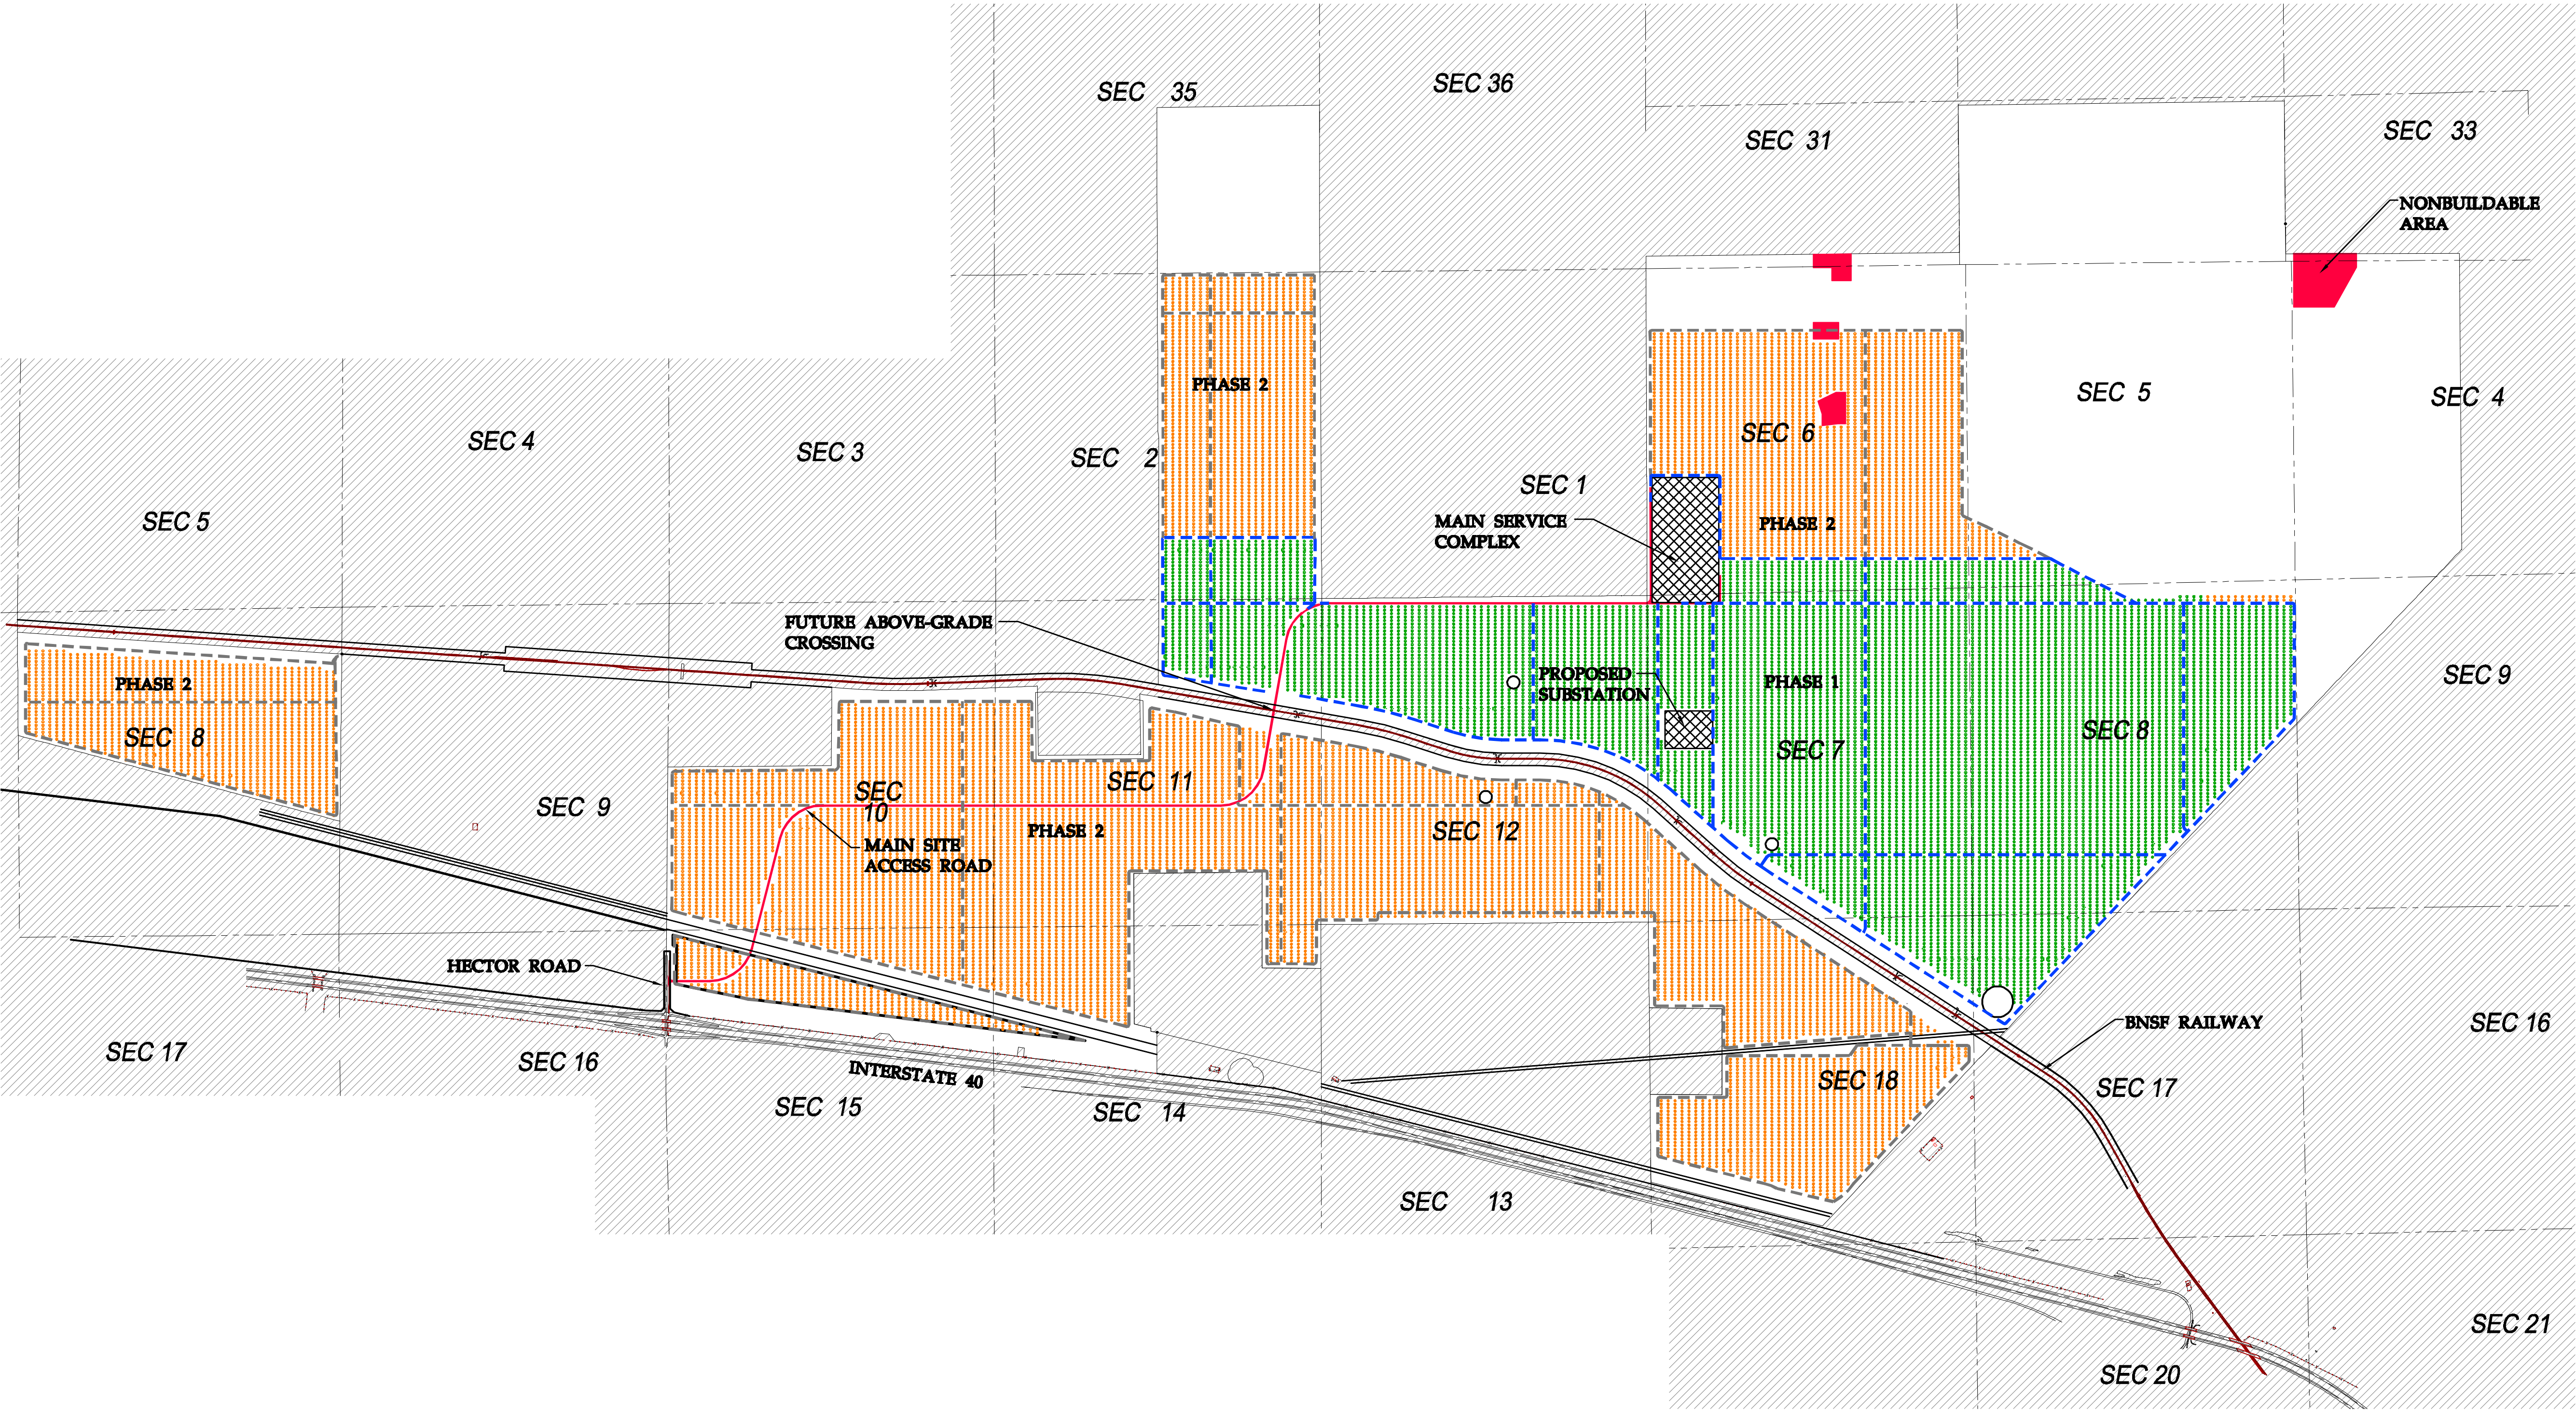 SEC 35
SEC 36
SEC 31
SEC 33
NONBUILDABLE
AREA
PHASE 2
SEC 5
SEC 4
SEC 4
SEC 3
SEC 2
SEC 6
SEC 1
SEC 5
MAIN SERVICE
COMPLEX
PHASE 2
FUTURE ABOVE-GRADE
CROSSING
PHASE 2
SEC 8
PROPOSED
SUBSTATION
PHASE 1
SEC 9
SEC 7
SEC 8
SEC 9
SEC
10
SEC 11
PHASE 2
SEC 12
MAIN SITE
ACCESS ROAD
HECTOR ROAD
BNSF RAILWAY
SEC 16
SEC 17
SEC 16
INTERSTATE 40
SEC 15
SEC 14
SEC 18
SEC 17
SEC 13
SEC 21
SEC 20